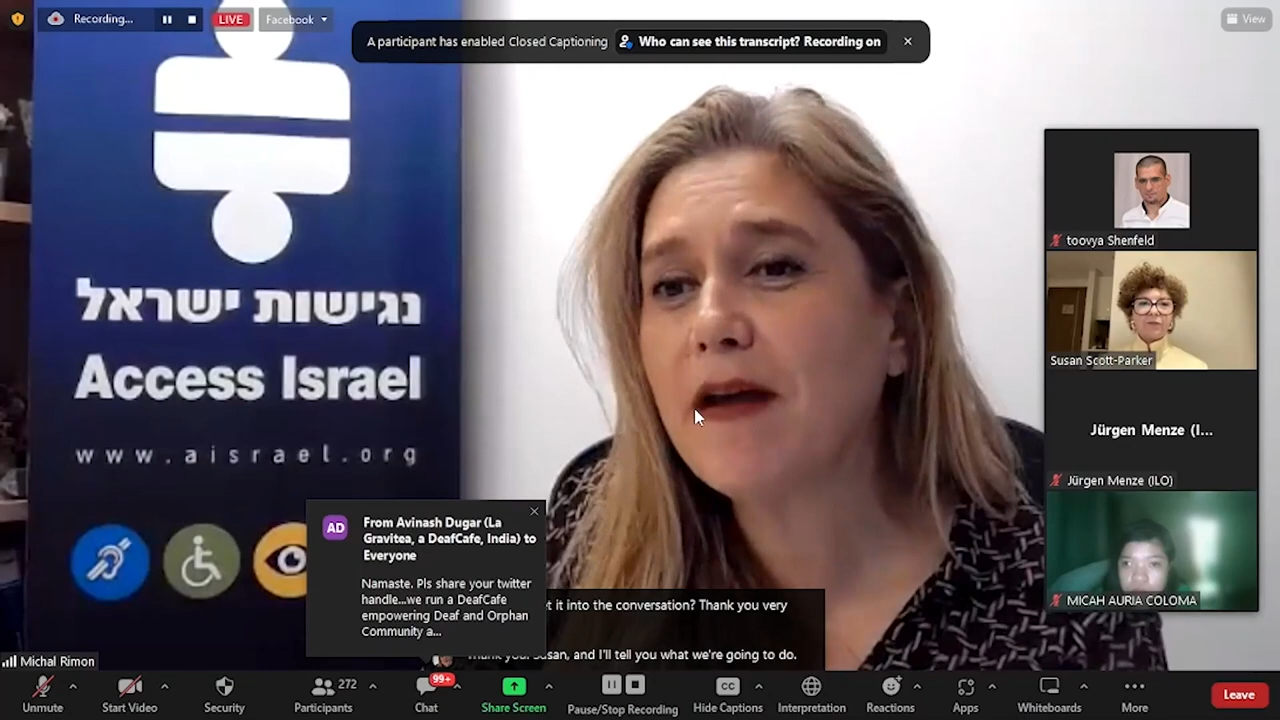 Recording...
LIVE
Facebook
A participant has enabled Closed Captioning
Who can see this transcript? Recording on
View
נגישות ישראל
Access Israel
www.aisrael.org
toovya Shenfeld
Susan Scott-Parker
Jürgen Menze (I...
Jürgen Menze (ILO)
MICAH AURIA COLOMA
AD
From Avinash Dugar (La
Gravitea, a DeafCafe, India) to
Everyone
Namaste. Pls share your twitter
handle...we run a DeafCafe
empowering Deaf and Orphan
Community a...
it into the conversation? Thank you very
you, Susan, and I'll tell you what we're going to do.
Michal Rimon
Unmute
Start Video
Security
272
Participants
99+
Chat
Share Screen
Pause/Stop Recording
CC
Hide Captions
Interpretation
Reactions
Apps
Whiteboards
More
Leave